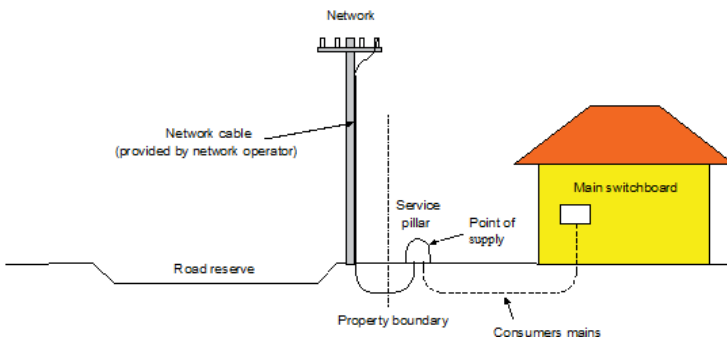 Network
Network cable
(provided by network operator)
Main switchboard
Service
pillar
Point of
supply
Road reserve
Property boundary
Consumers mains